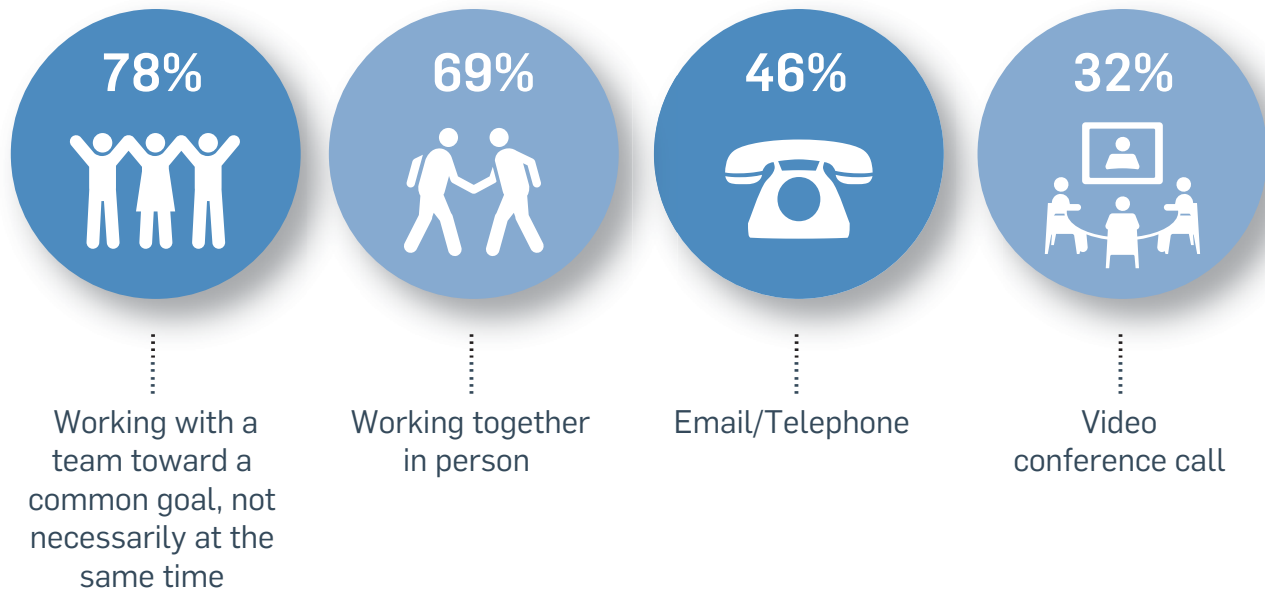 78%
69%
46%
32%
Working with a
team toward a
common goal, not
necessarily at the
same time
Working together
in person
Email/Telephone
Video
conference call